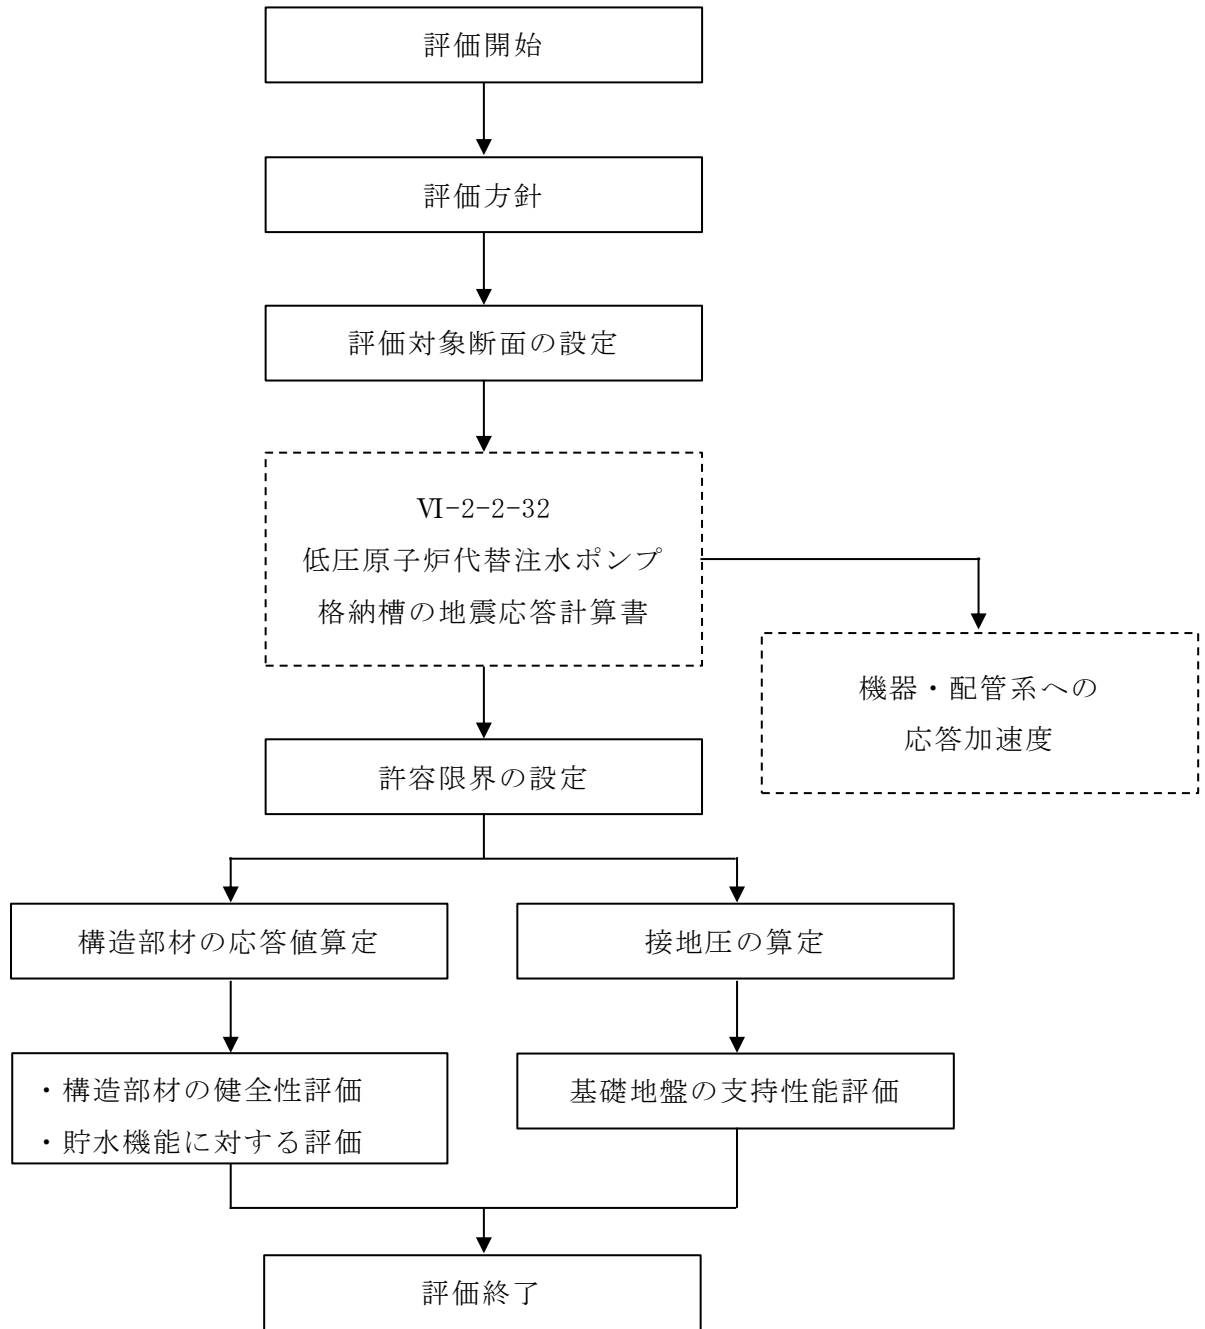 評価開始
評価方針
評価対象断面の設定
Ⅵ-2-2-32
低圧原子炉代替注水ポンプ
格納槽の地震応答計算書
機器・配管系への
応答加速度
許容限界の設定
構造部材の応答値算定
接地圧の算定
・構造部材の健全性評価
・貯水機能に対する評価
基礎地盤の支持性能評価
評価終了